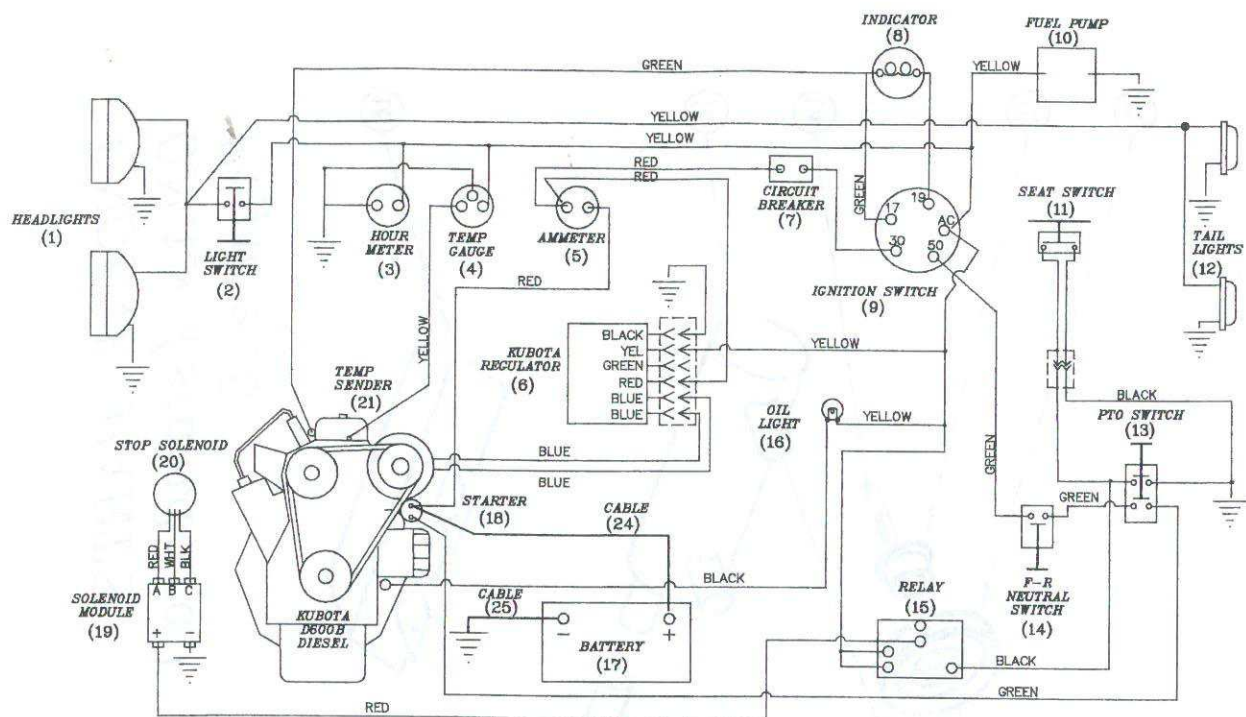 INDICATOR
(8)
FUEL PUMP
(10)
GREEN
YELLOW
YELLOW
YELLOW
RED
RED
CIRCUIT
BREAKER
(7)
GREEN
17
19
AC
30
50
SEAT SWITCH
(11)
HEADLIGHTS
(1)
LIGHT
SWITCH
(2)
HOUR
METER
(3)
TEMP
GAUGE
(4)
AMMETER
(5)
TAIL
LIGHTS
(12)
IGNITION SWITCH
(9)
RED
YELLOW
KUBOTA
REGULATOR
(6)
BLACK
YEL
GREEN
RED
BLUE
BLUE
YELLOW
TEMP
SENDER
(21)
OIL
LIGHT
(16)
YELLOW
BLACK
PTO SWITCH
(13)
STOP SOLENOID
(20)
BLUE
BLUE
GREEN
GREEN
STARTER
(18)
CABLE
(24)
RED
WHT
BLK
BLACK
F-R
NEUTRAL
SWITCH
(14)
A B C
+ -
SOLENOID
MODULE
(19)
KUBOTA
D600B
DIESEL
CABLE
(25)
- +
BATTERY
(17)
RELAY
(15)
BLACK
GREEN
RED